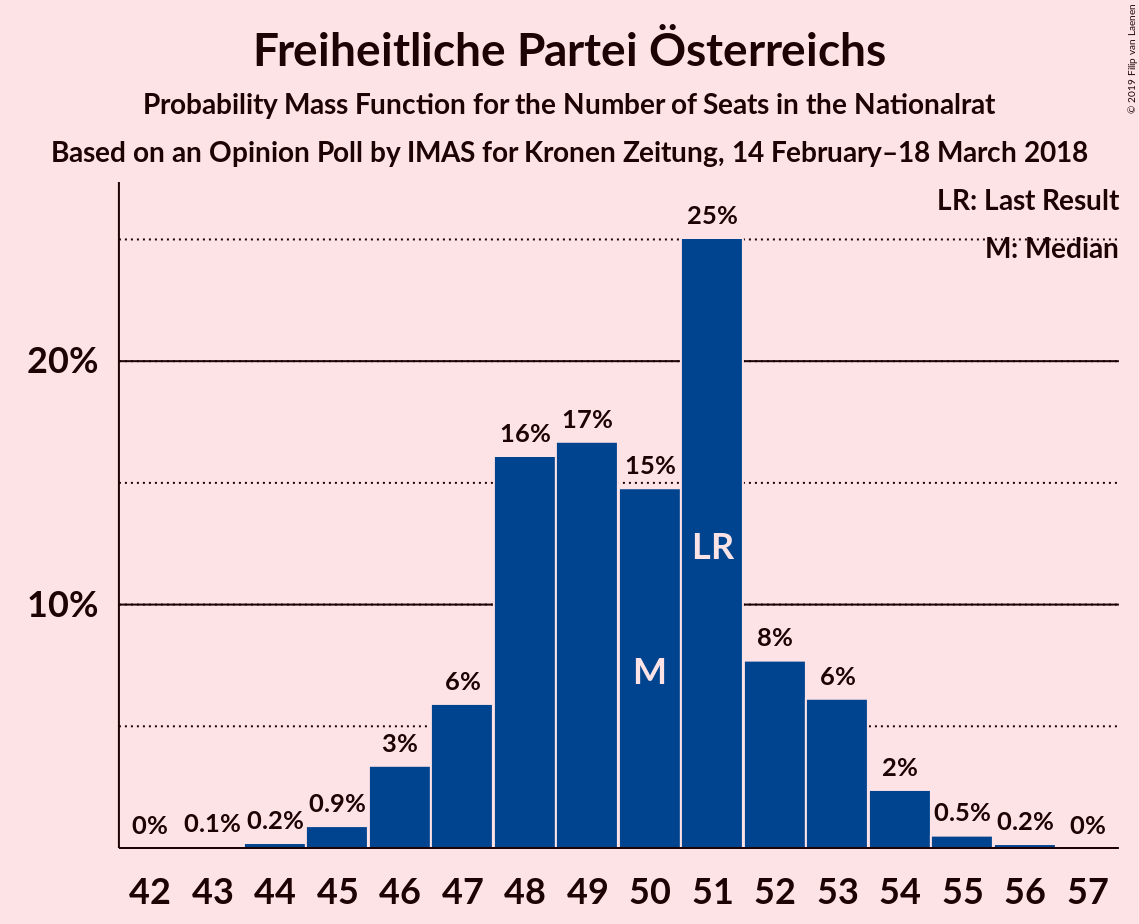 Freiheitliche Partei Österreichs
Probability Mass Function for the Number of Seats in the Nationalrat
Based on an Opinion Poll by IMAS for Kronen Zeitung, 14 February–18 March 2018
© 2019 Filip van Laenen
LR: Last Result
M: Median
25%
20%
17%
16%
15%
LR
10%
8%
M
6%
6%
3%
2%
0.9%
0.5%
0% 0.1% 0.2% 0.2% 0%
42 43 44 45 46 47 48 49 50 51 52 53 54 55 56 57